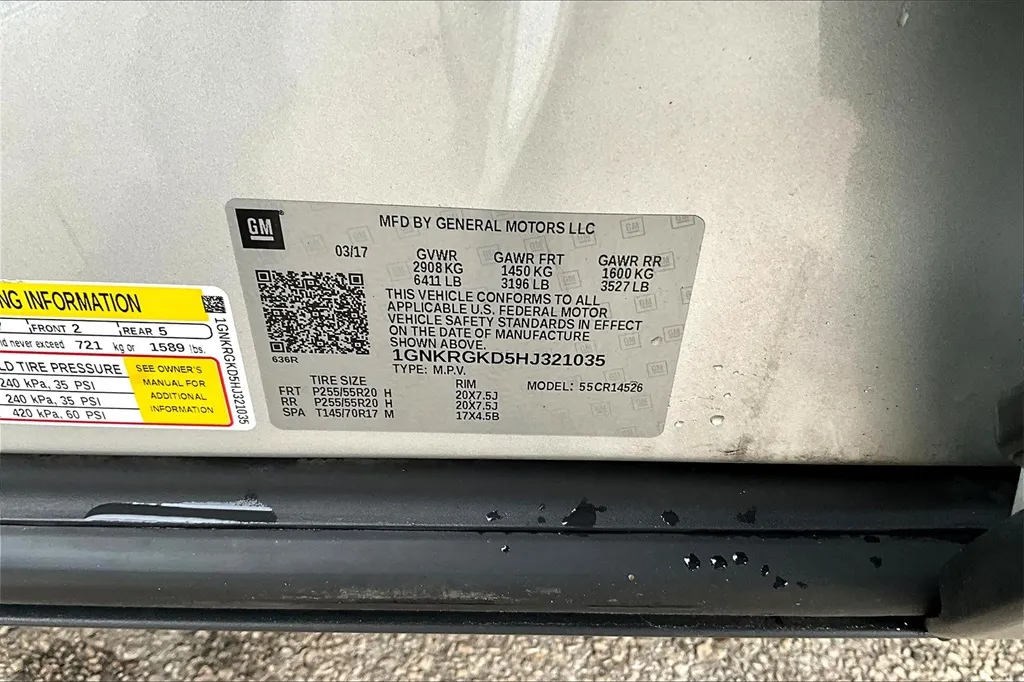 GM
MFD BY GENERAL MOTORS LLC
03/17
GVWR GAWR FRT GAWR RR
2908 KG 1450 KG 1600 KG
6411 LB 3196 LB 3527 LB
THIS VEHICLE CONFORMS TO ALL
APPLICABLE U.S. FEDERAL MOTOR
VEHICLE SAFETY STANDARDS IN EFFECT
ON THE DATE OF MANUFACTURE
SHOWN ABOVE.
636R
1GNKRGKD5HJ321035
TYPE: M.P.V. MODEL: 55CR14526
TIRE SIZE RIM
FRT P255/55R20 H 20X7.5J
RR P255/55R20 H 20X7.5J
SPA T145/70R17 M 17X4.5B
NG INFORMATION
FRONT 2 REAR 5
never exceed 721 kg or 1589 lbs.
LD TIRE PRESSURE
240 kPa, 35 PSI
240 kPa, 35 PSI
420 kPa, 60 PSI
SEE OWNER'S
MANUAL FOR
ADDITIONAL
INFORMATION
1GNKRGKD5HJ321035